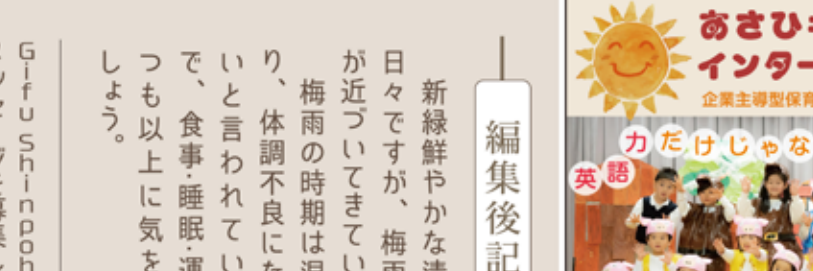 あさひ
インター
企業主導型保育
英語力だけじゃな
編集後記
新緑鮮やかな
日々ですが、梅雨
が近づいてきてい
梅雨の時期は
り、体調不良にな
いと言われてい
で、食事・睡眠・運
つも以上に気を
しょう。
Gifu Shinpoh